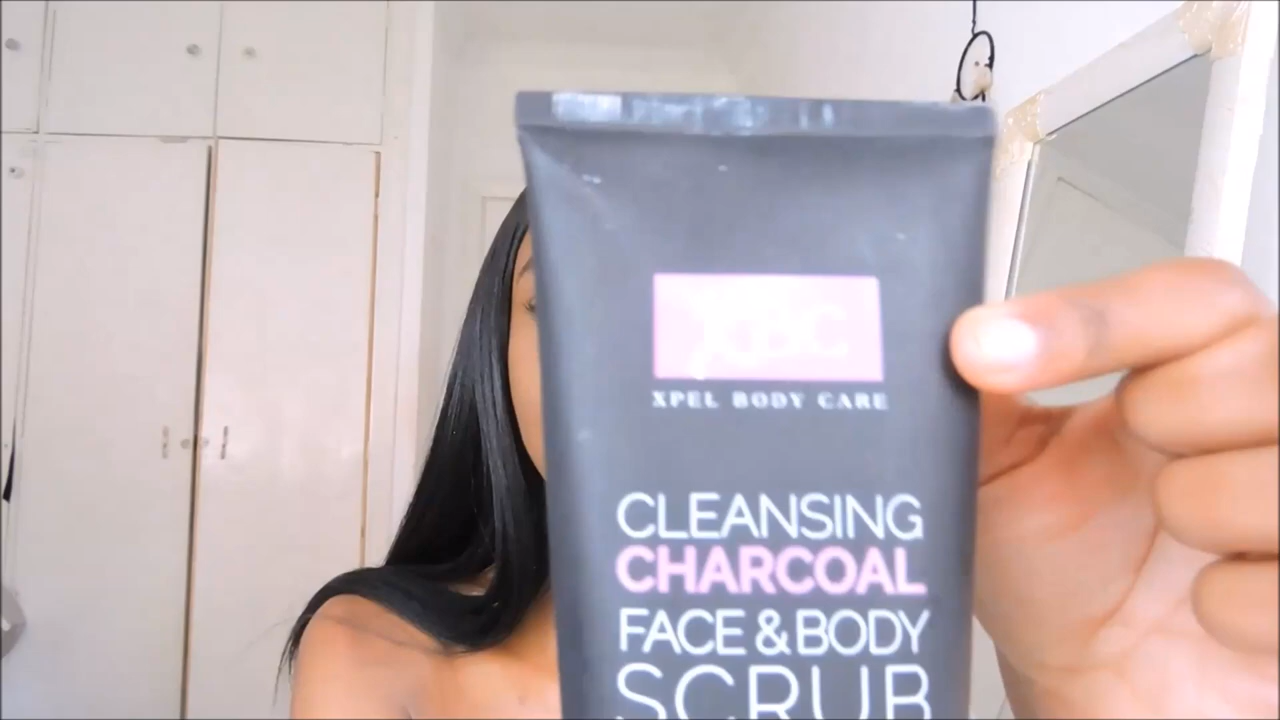 XBC
XPEL BODY CARE
CLEANSING
CHARCOAL
FACE & BODY
SCRUB